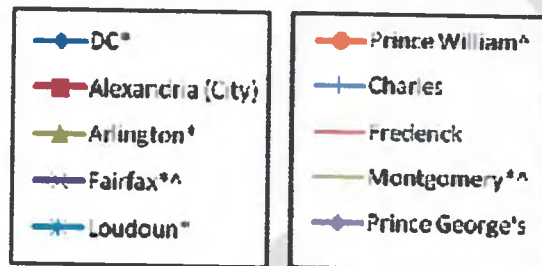 DC*
Alexandria (City)
Arlington*
Fairfax*^
Loudoun*
Prince William^
Charles
Frederick
Montgomery*^
Prince George's